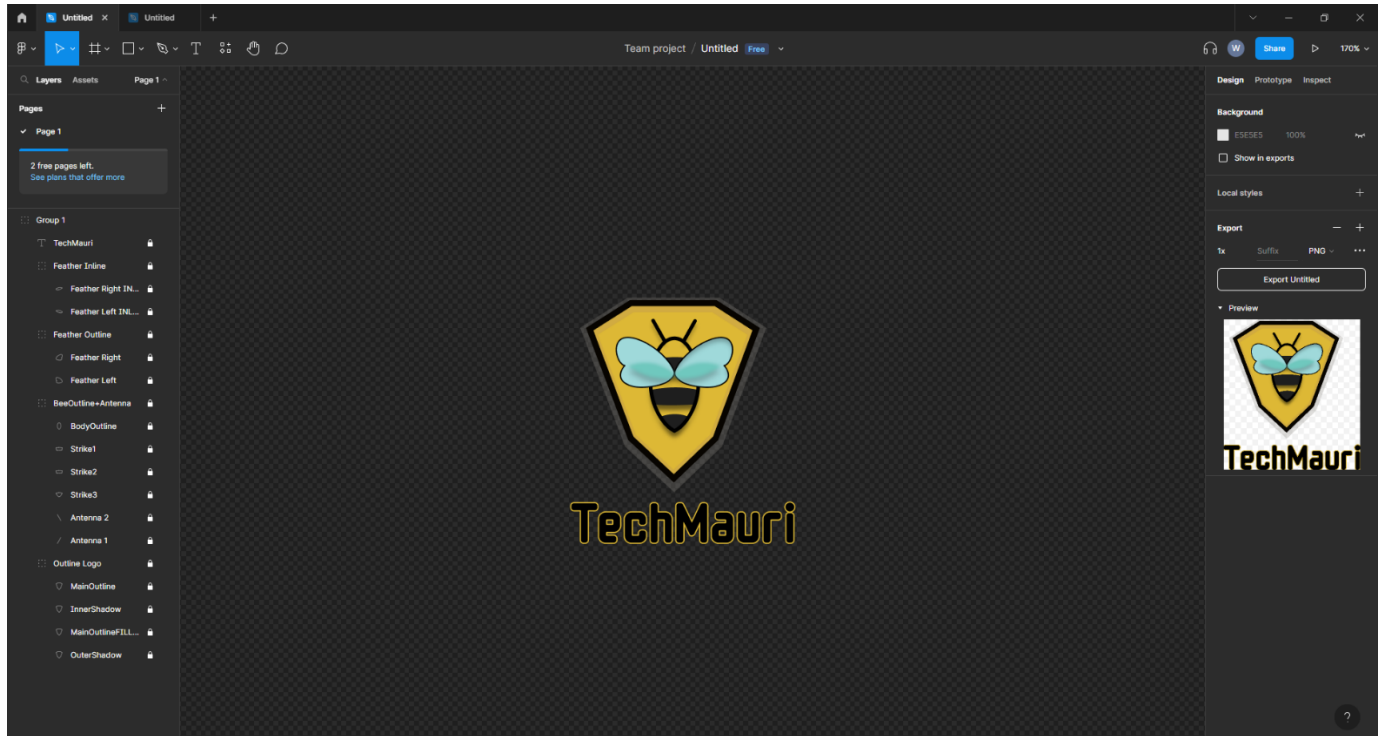 Untitled
Untitled
Team project / Untitled Free
W
Share
170%
Layers Assets Page 1
Pages
Page 1
2 free pages left.
See plans that offer more
Group 1
TechMauri
Feather Inline
Feather Right IN...
Feather Left INL...
Feather Outline
Feather Right
Feather Left
BeeOutline+Antenna
BodyOutline
Strike1
Strike2
Strike3
Antenna 2
Antenna 1
Outline Logo
MainOutline
InnerShadow
MainOutlineFILL...
OuterShadow
TechMauri
Design Prototype Inspect
Background
E5E5E5 100%
Show in exports
Local styles
Export
1x Suffix PNG
Export Untitled
Preview
TechMauri
?